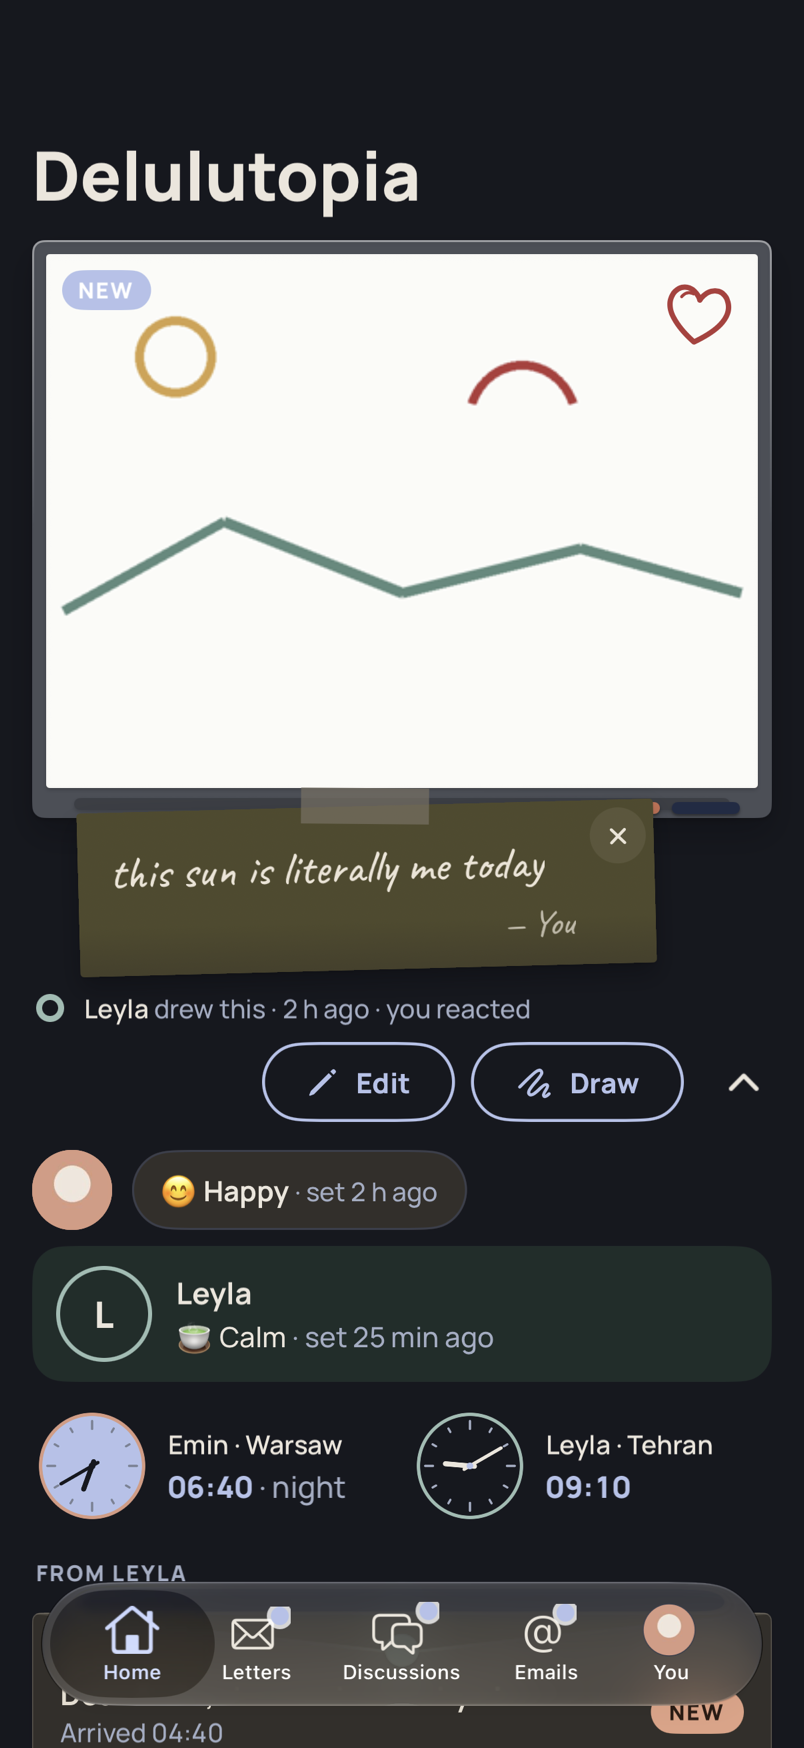 Delulutopia
NEW
this sun is literally me today
– You
Leyla drew this · 2 h ago · you reacted
Edit
Draw
😊 Happy · set 2 h ago
L
Leyla
🍵 Calm · set 25 min ago
Emin · Warsaw
06:40 · night
Leyla · Tehran
09:10
FROM LEYLA
Home
Letters
Discussions
Emails
You
NEW
Arrived 04:40